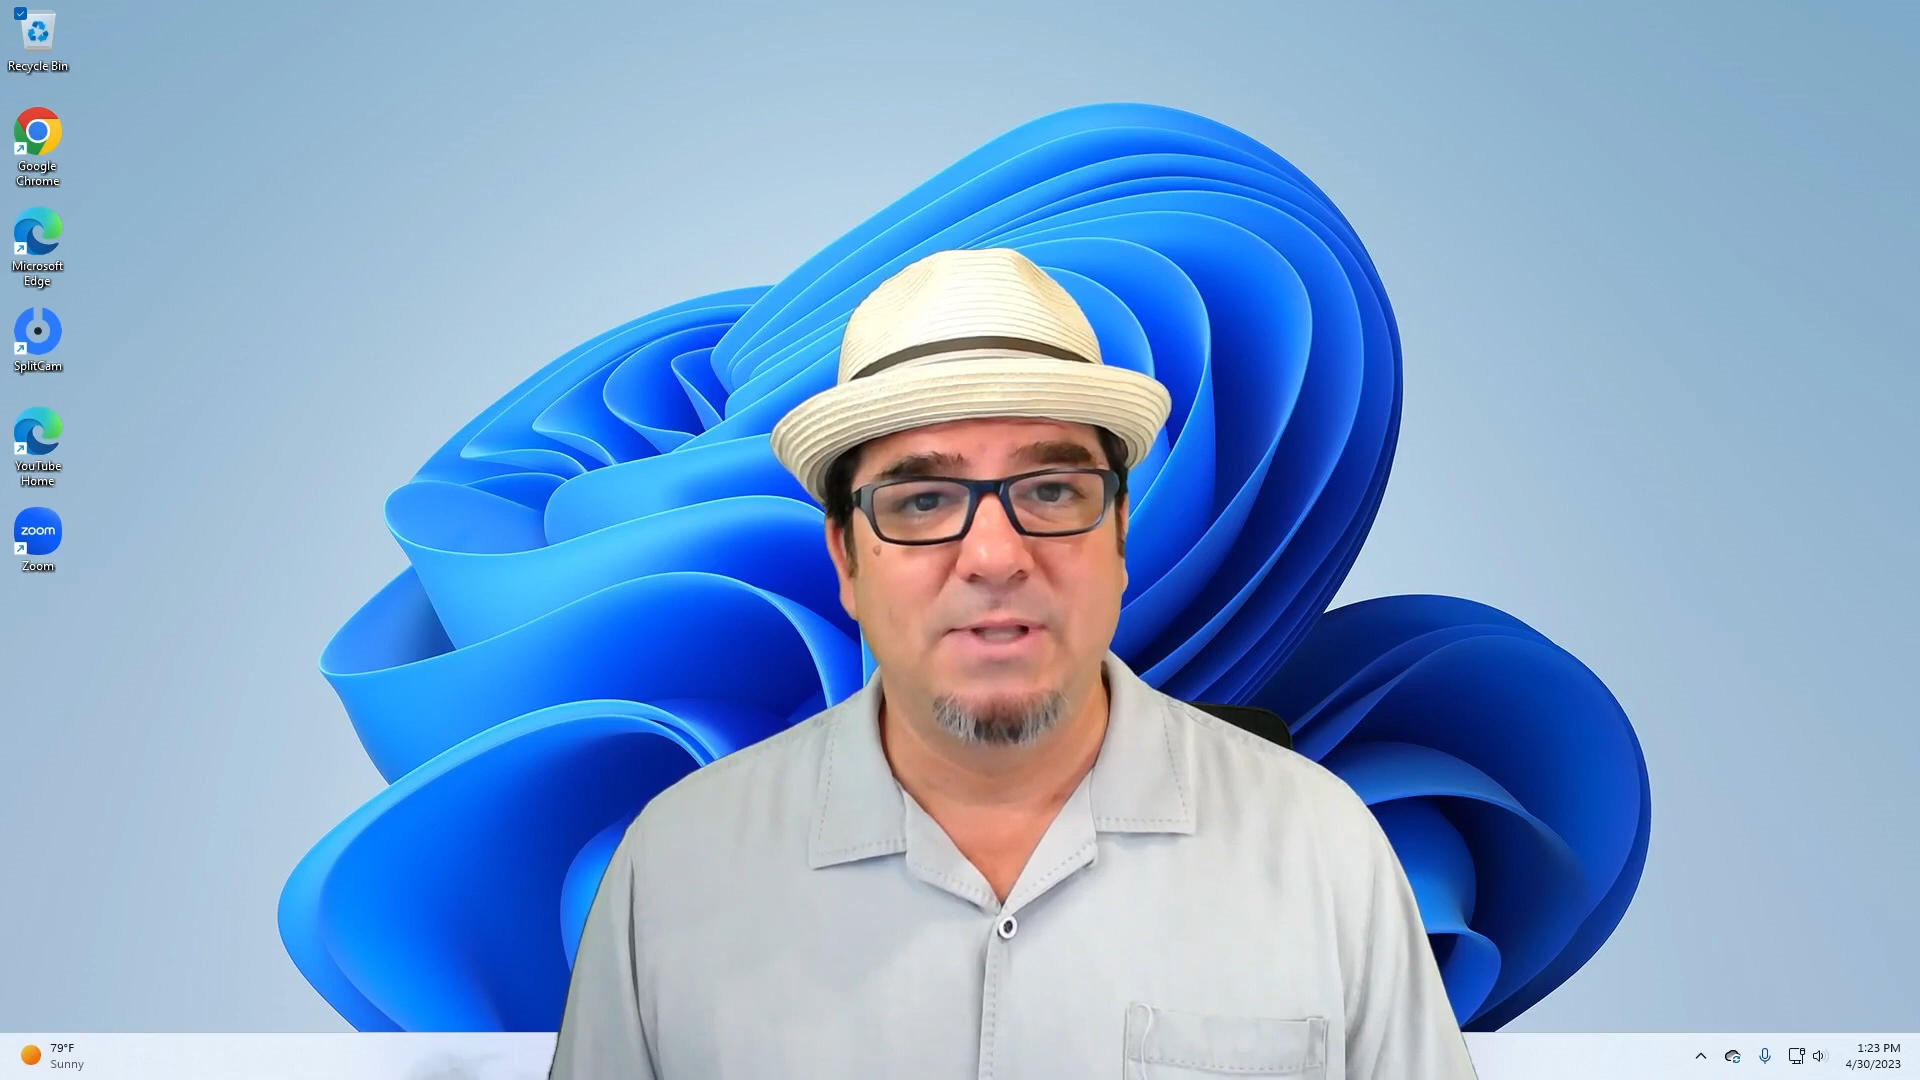 Recycle Bin
Google
Chrome
Microsoft
Edge
SplitCam
YouTube
Home
zoom
Zoom
79°F
Sunny
1:23 PM
4/30/2023